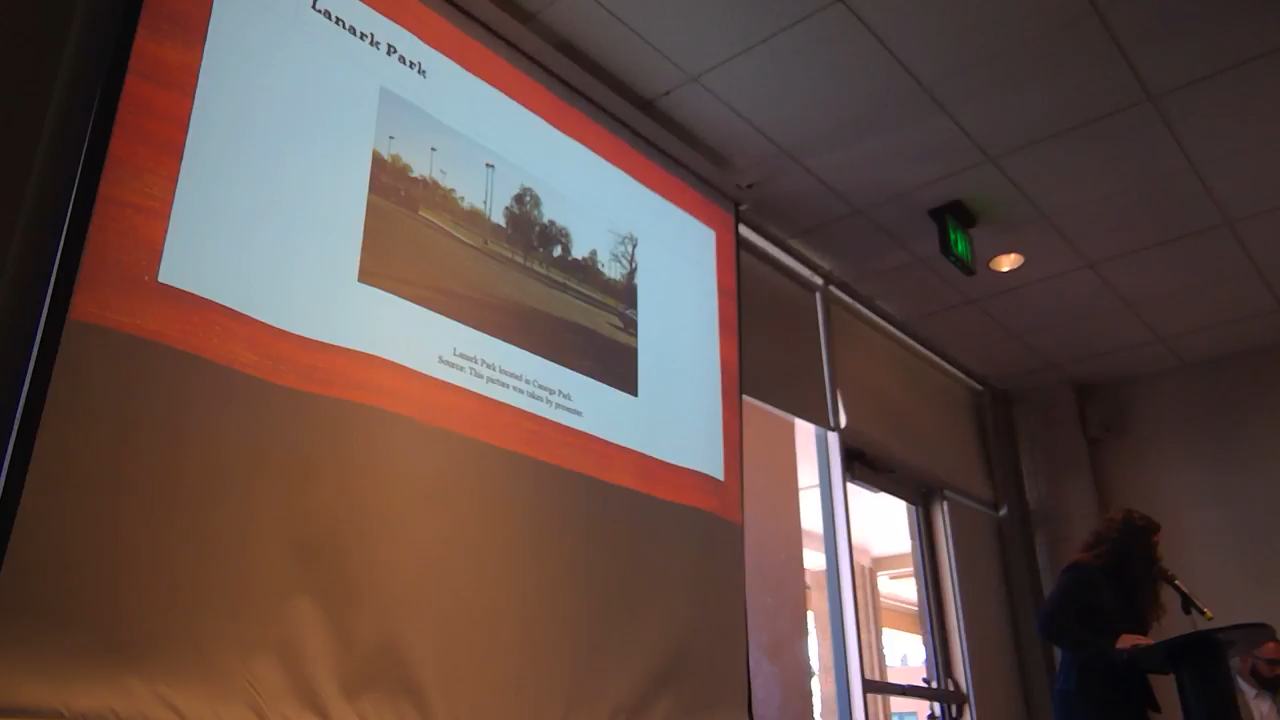 Lanark Park
Lanark Park located in Canoga Park.
Source: This picture was taken by presenter.